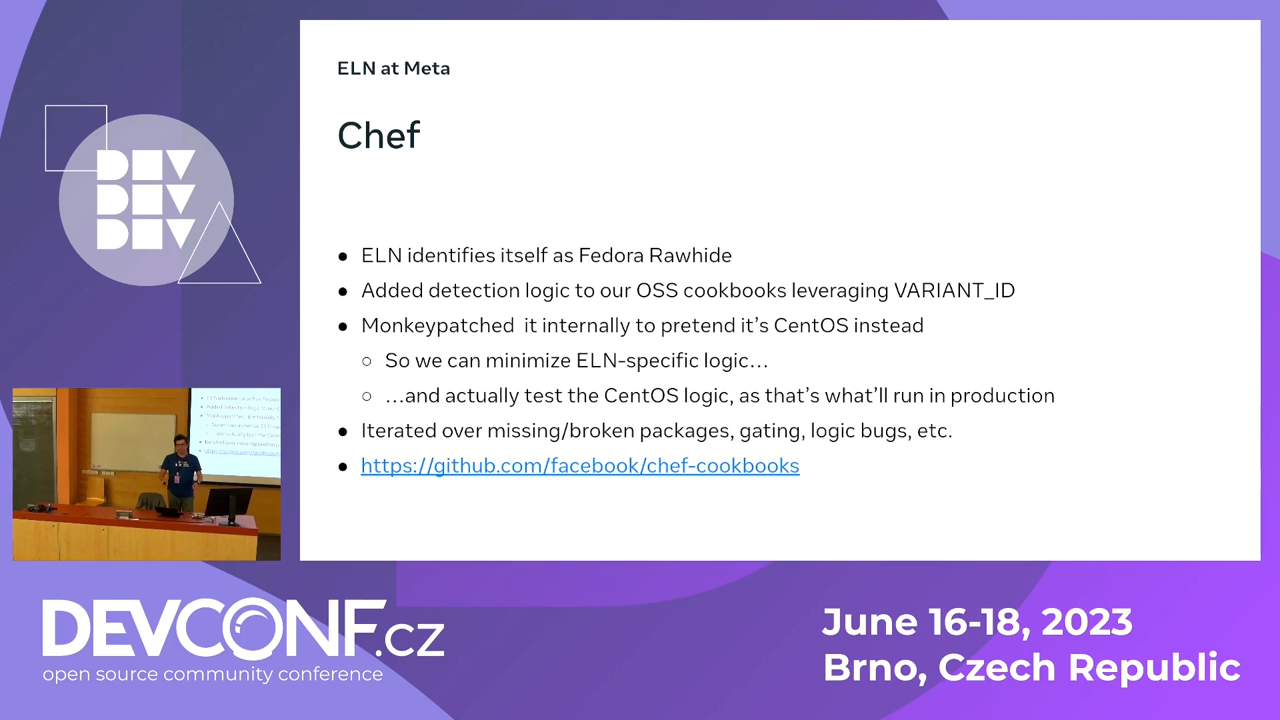 DEV
DEV
DEV
ELN at Meta
Chef
● ELN identifies itself as Fedora Rawhide
● Added detection logic to our OSS cookbooks leveraging VARIANT_ID
● Monkeypatched it internally to pretend it's CentOS instead
○ So we can minimize ELN-specific logic…
○ …and actually test the CentOS logic, as that's what'll run in production
● Iterated over missing/broken packages, gating, logic bugs, etc.
● https://github.com/facebook/chef-cookbooks
DEVCONF.cz
open source community conference
June 16-18, 2023
Brno, Czech Republic